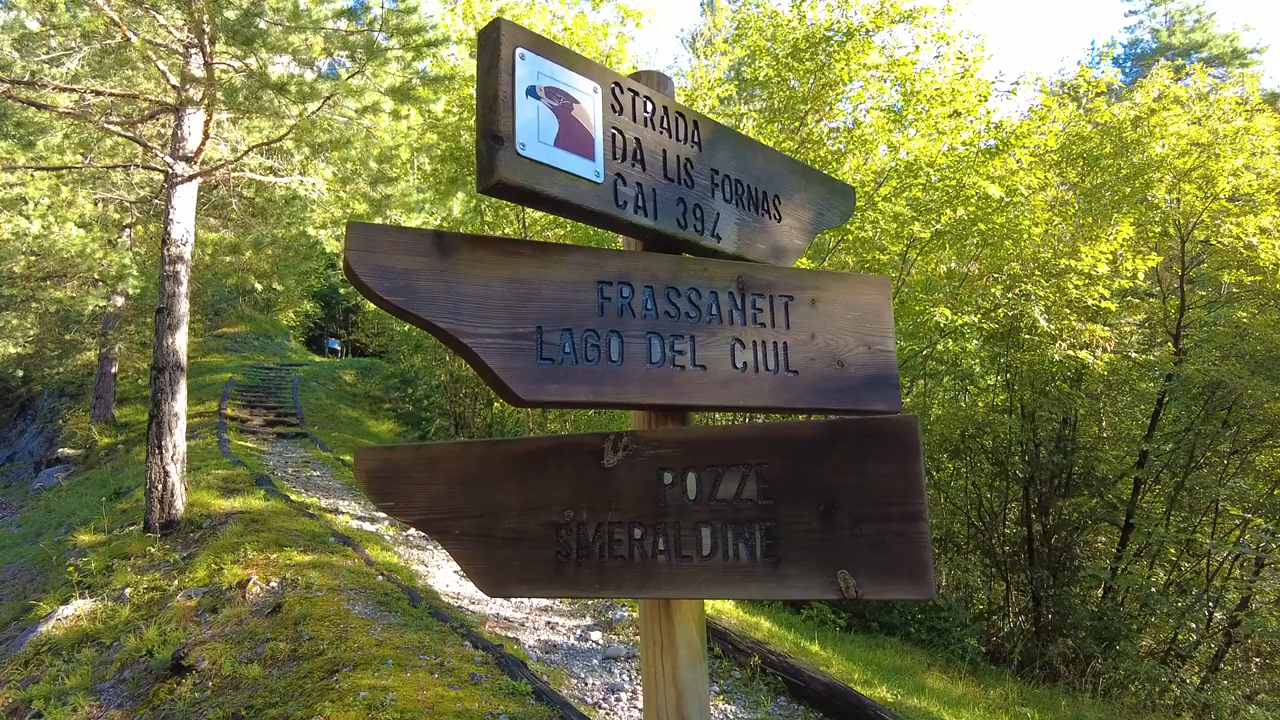 STRADA
DA LIS FORNAS
CAI 394
FRASSANEIT
LAGO DEL CIUL
POZZE
SMERALDINE